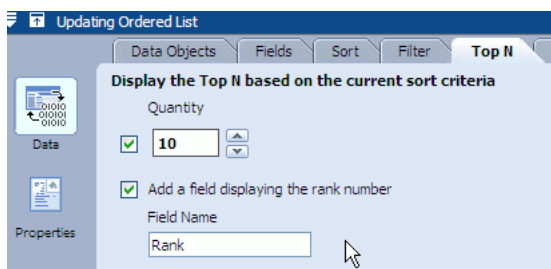 Updating Ordered List
Data Objects Fields Sort Filter Top N
Display the Top N based on the current sort criteria
Quantity
10
Data
Add a field displaying the rank number
Field Name
Properties
Rank